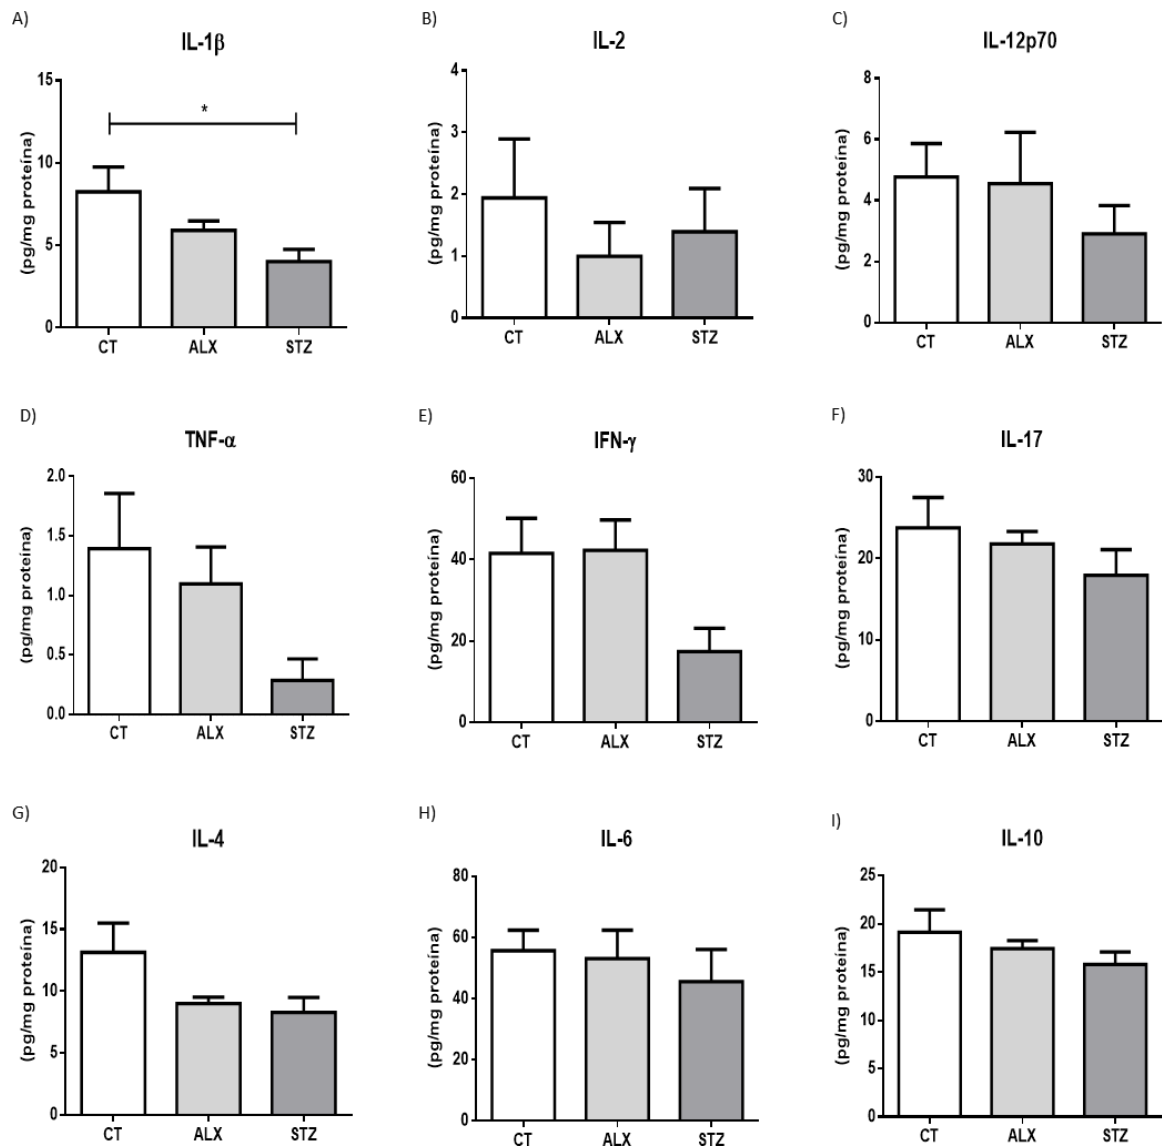 A)
IL-1β
(pg/mg proteína)
15
10
5
0
*
CT ALX STZ
B)
IL-2
(pg/mg proteína)
4
3
2
1
0
CT ALX STZ
C)
IL-12p70
(pg/mg proteína)
8
6
4
2
0
CT ALX STZ
D)
TNF-α
(pg/mg proteína)
2.0
1.5
1.0
0.5
0.0
CT ALX STZ
E)
IFN-γ
(pg/mg proteína)
60
40
20
0
CT ALX STZ
F)
IL-17
(pg/mg proteína)
30
20
10
0
CT ALX STZ
G)
IL-4
(pg/mg proteína)
20
15
10
5
0
CT ALX STZ
H)
IL-6
(pg/mg proteína)
80
60
40
20
0
CT ALX STZ
I)
IL-10
(pg/mg proteína)
25
20
15
10
5
0
CT ALX STZ